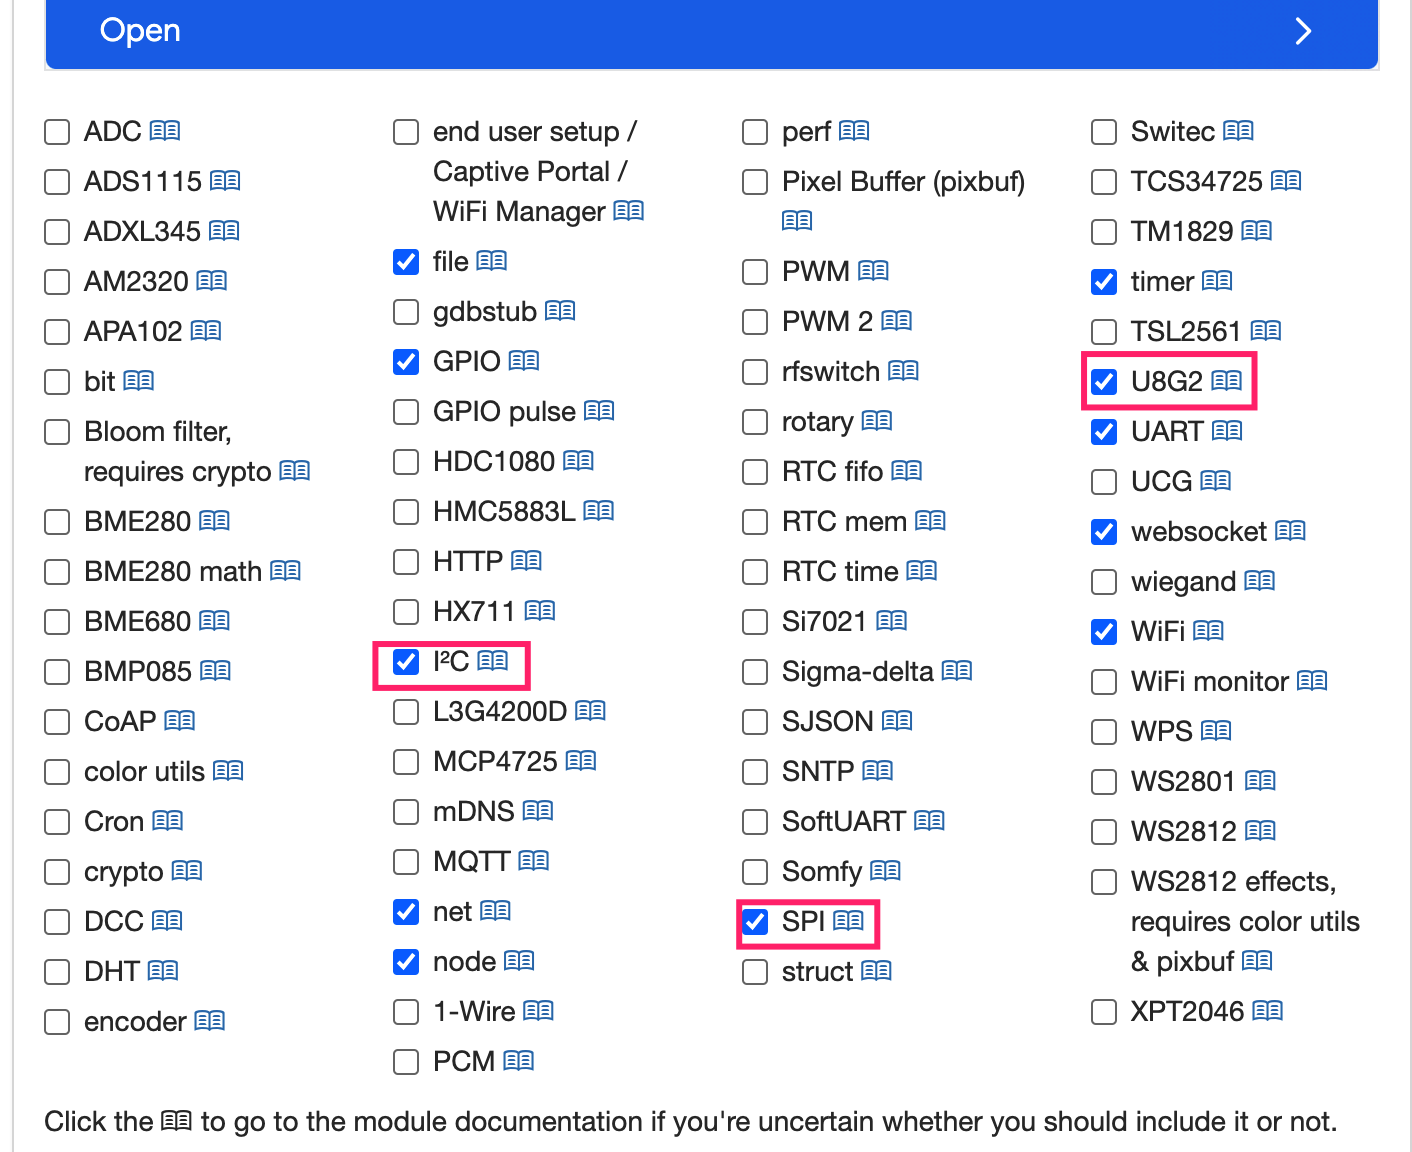 Open
ADC
ADS1115
ADXL345
AM2320
APA102
bit
Bloom filter,
requires crypto
BME280
BME280 math
BME680
BMP085
CoAP
color utils
Cron
crypto
DCC
DHT
encoder
end user setup /
Captive Portal /
WiFi Manager
file
gdbstub
GPIO
GPIO pulse
HDC1080
HMC5883L
HTTP
HX711
I²C
L3G4200D
MCP4725
mDNS
MQTT
net
node
1-Wire
PCM
perf
Pixel Buffer (pixbuf)
PWM
PWM 2
rfswitch
rotary
RTC fifo
RTC mem
RTC time
Si7021
Sigma-delta
SJSON
SNTP
SoftUART
Somfy
SPI
struct
Switec
TCS34725
TM1829
timer
TSL2561
U8G2
UART
UCG
websocket
wiegand
WiFi
WiFi monitor
WPS
WS2801
WS2812
WS2812 effects,
requires color utils
& pixbuf
XPT2046
Click the to go to the module documentation if you're uncertain whether you should include it or not.